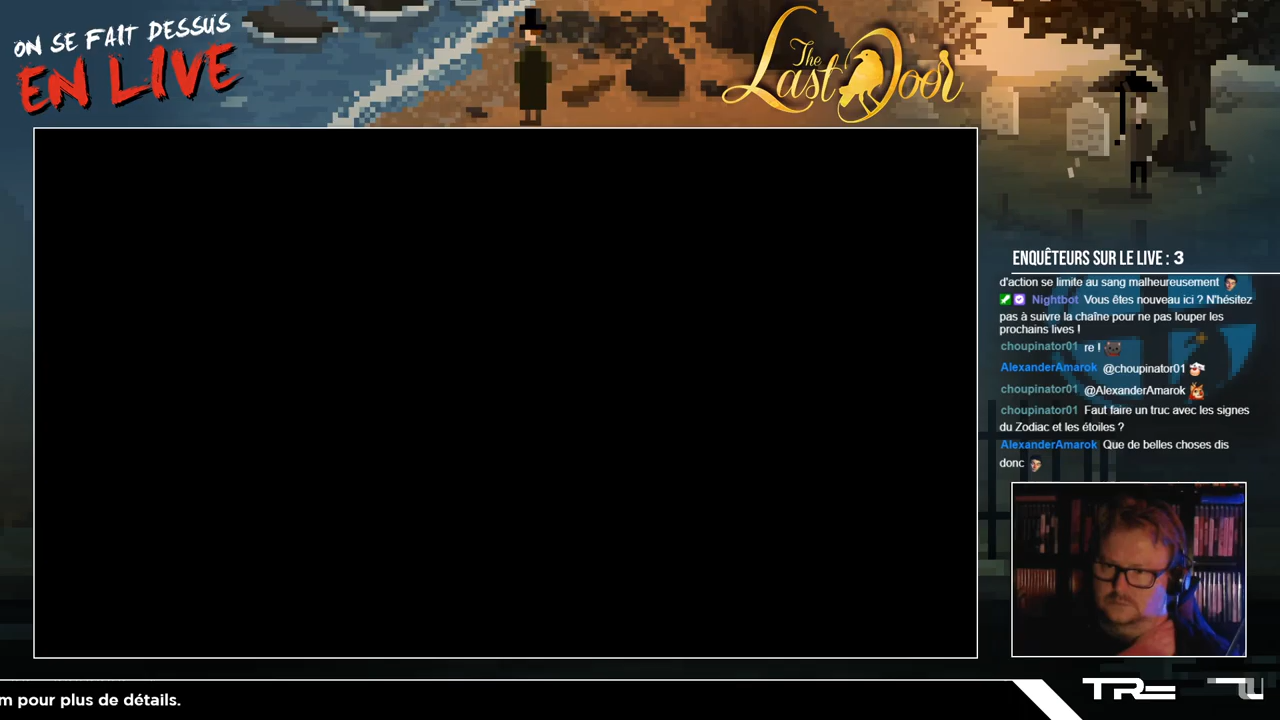 ON SE FAIT DESSUS
EN LIVE
The
Last Door
ENQUÊTEURS SUR LE LIVE : 3
d'action se limite au sang malheureusement
Nightbot Vous êtes nouveau ici ? N'hésitez
pas à suivre la chaîne pour ne pas louper les
prochains lives !
choupinator01 re !
AlexanderAmarok @choupinator01
choupinator01 @AlexanderAmarok
choupinator01 Faut faire un truc avec les signes
du Zodiac et les étoiles ?
AlexanderAmarok Que de belles choses dis
donc
m pour plus de détails.